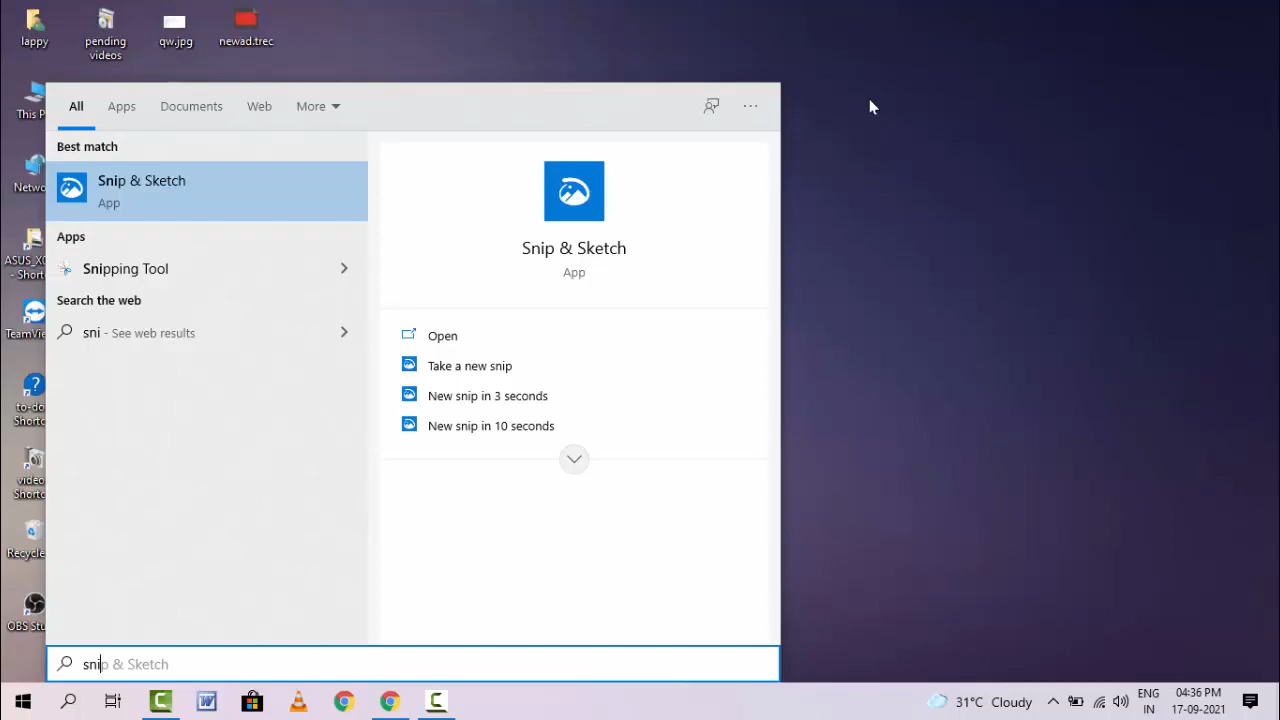 lappy
pending
videos
qw.jpg
newad.trec
This P
Netwo
ASUS_X
- Short
TeamVi
to-do
Shortc
video
Shortc
Recycle
OBS Stu
All
Apps
Documents
Web
More
Best match
Snip & Sketch
App
Apps
Snipping Tool
Search the web
sni - See web results
Snip & Sketch
App
Open
Take a new snip
New snip in 3 seconds
New snip in 10 seconds
snip & Sketch
31°C Cloudy
ENG
IN
04:36 PM
17-09-2021